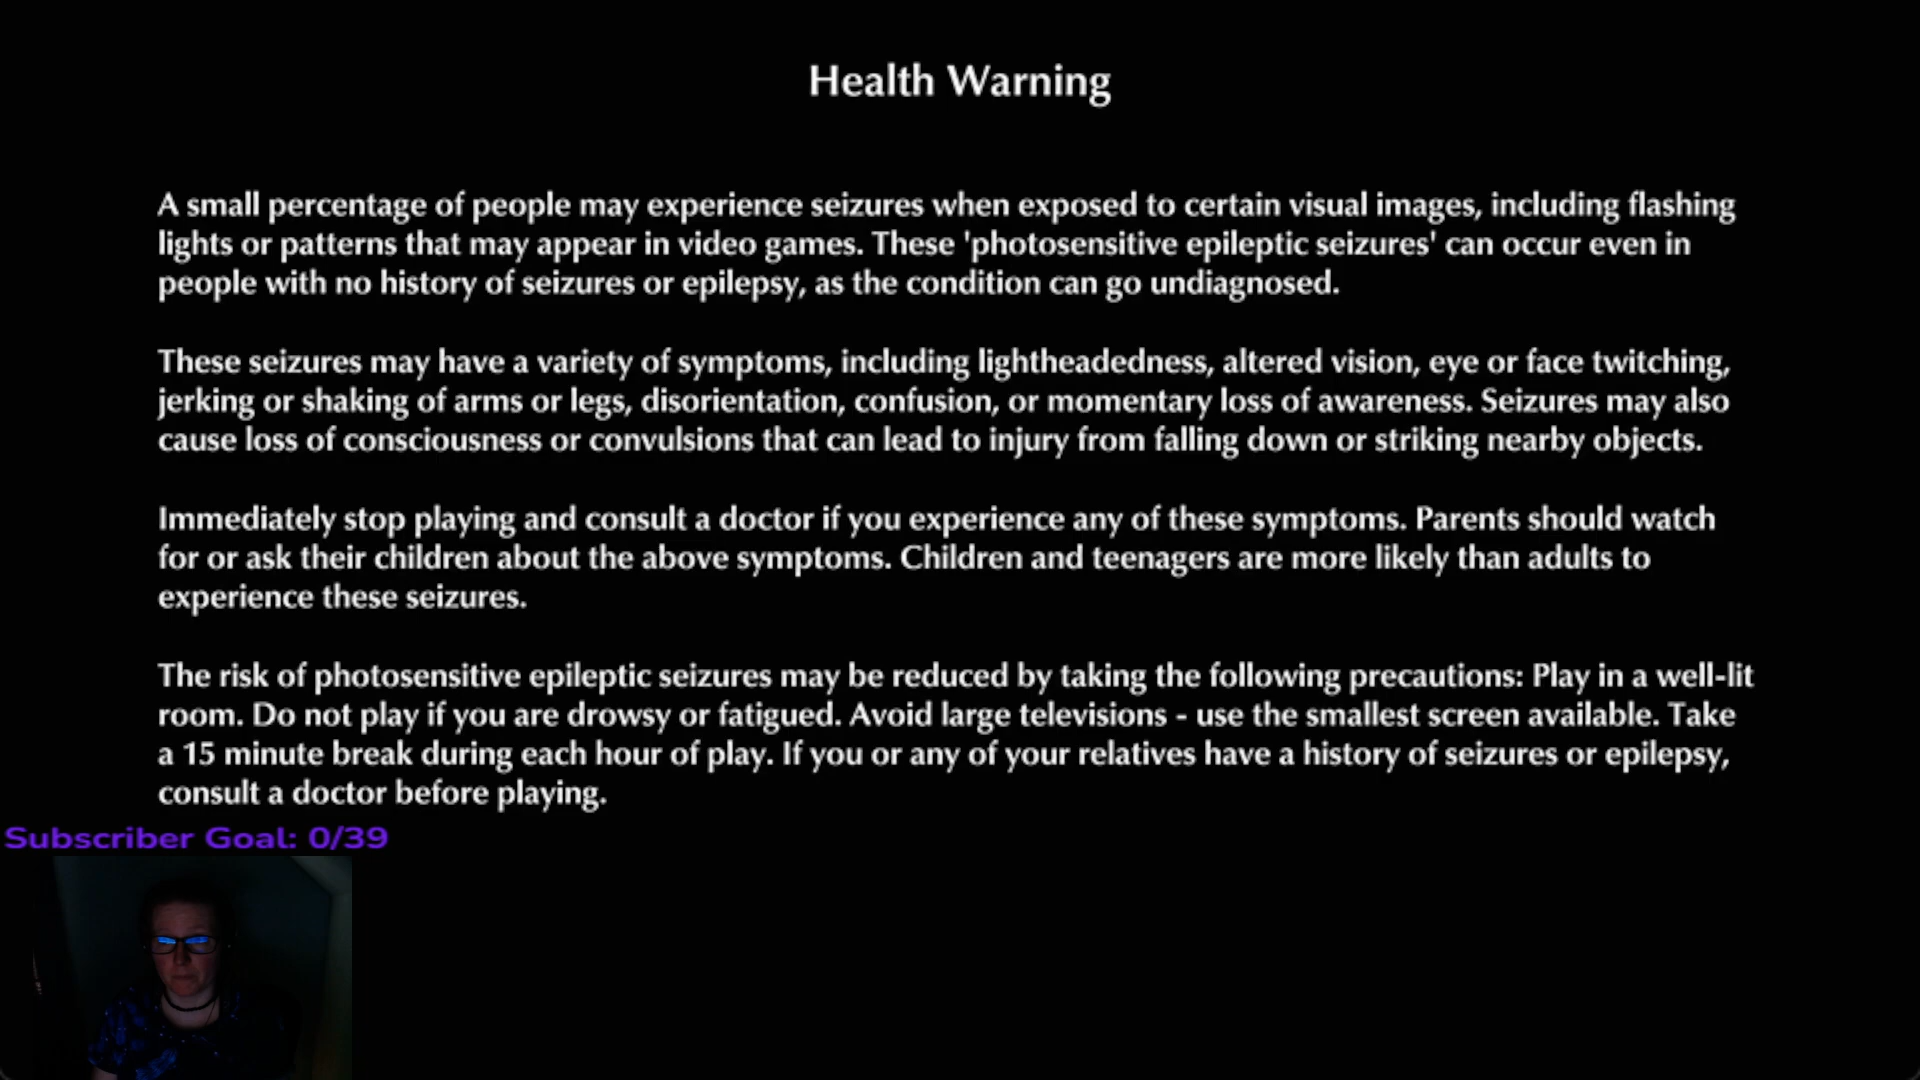 Health Warning
A small percentage of people may experience seizures when exposed to certain visual images, including flashing
lights or patterns that may appear in video games. These 'photosensitive epileptic seizures' can occur even in
people with no history of seizures or epilepsy, as the condition can go undiagnosed.
These seizures may have a variety of symptoms, including lightheadedness, altered vision, eye or face twitching,
jerking or shaking of arms or legs, disorientation, confusion, or momentary loss of awareness. Seizures may also
cause loss of consciousness or convulsions that can lead to injury from falling down or striking nearby objects.
Immediately stop playing and consult a doctor if you experience any of these symptoms. Parents should watch
for or ask their children about the above symptoms. Children and teenagers are more likely than adults to
experience these seizures.
The risk of photosensitive epileptic seizures may be reduced by taking the following precautions: Play in a well-lit
room. Do not play if you are drowsy or fatigued. Avoid large televisions - use the smallest screen available. Take
a 15 minute break during each hour of play. If you or any of your relatives have a history of seizures or epilepsy,
consult a doctor before playing.
Subscriber Goal: 0/39